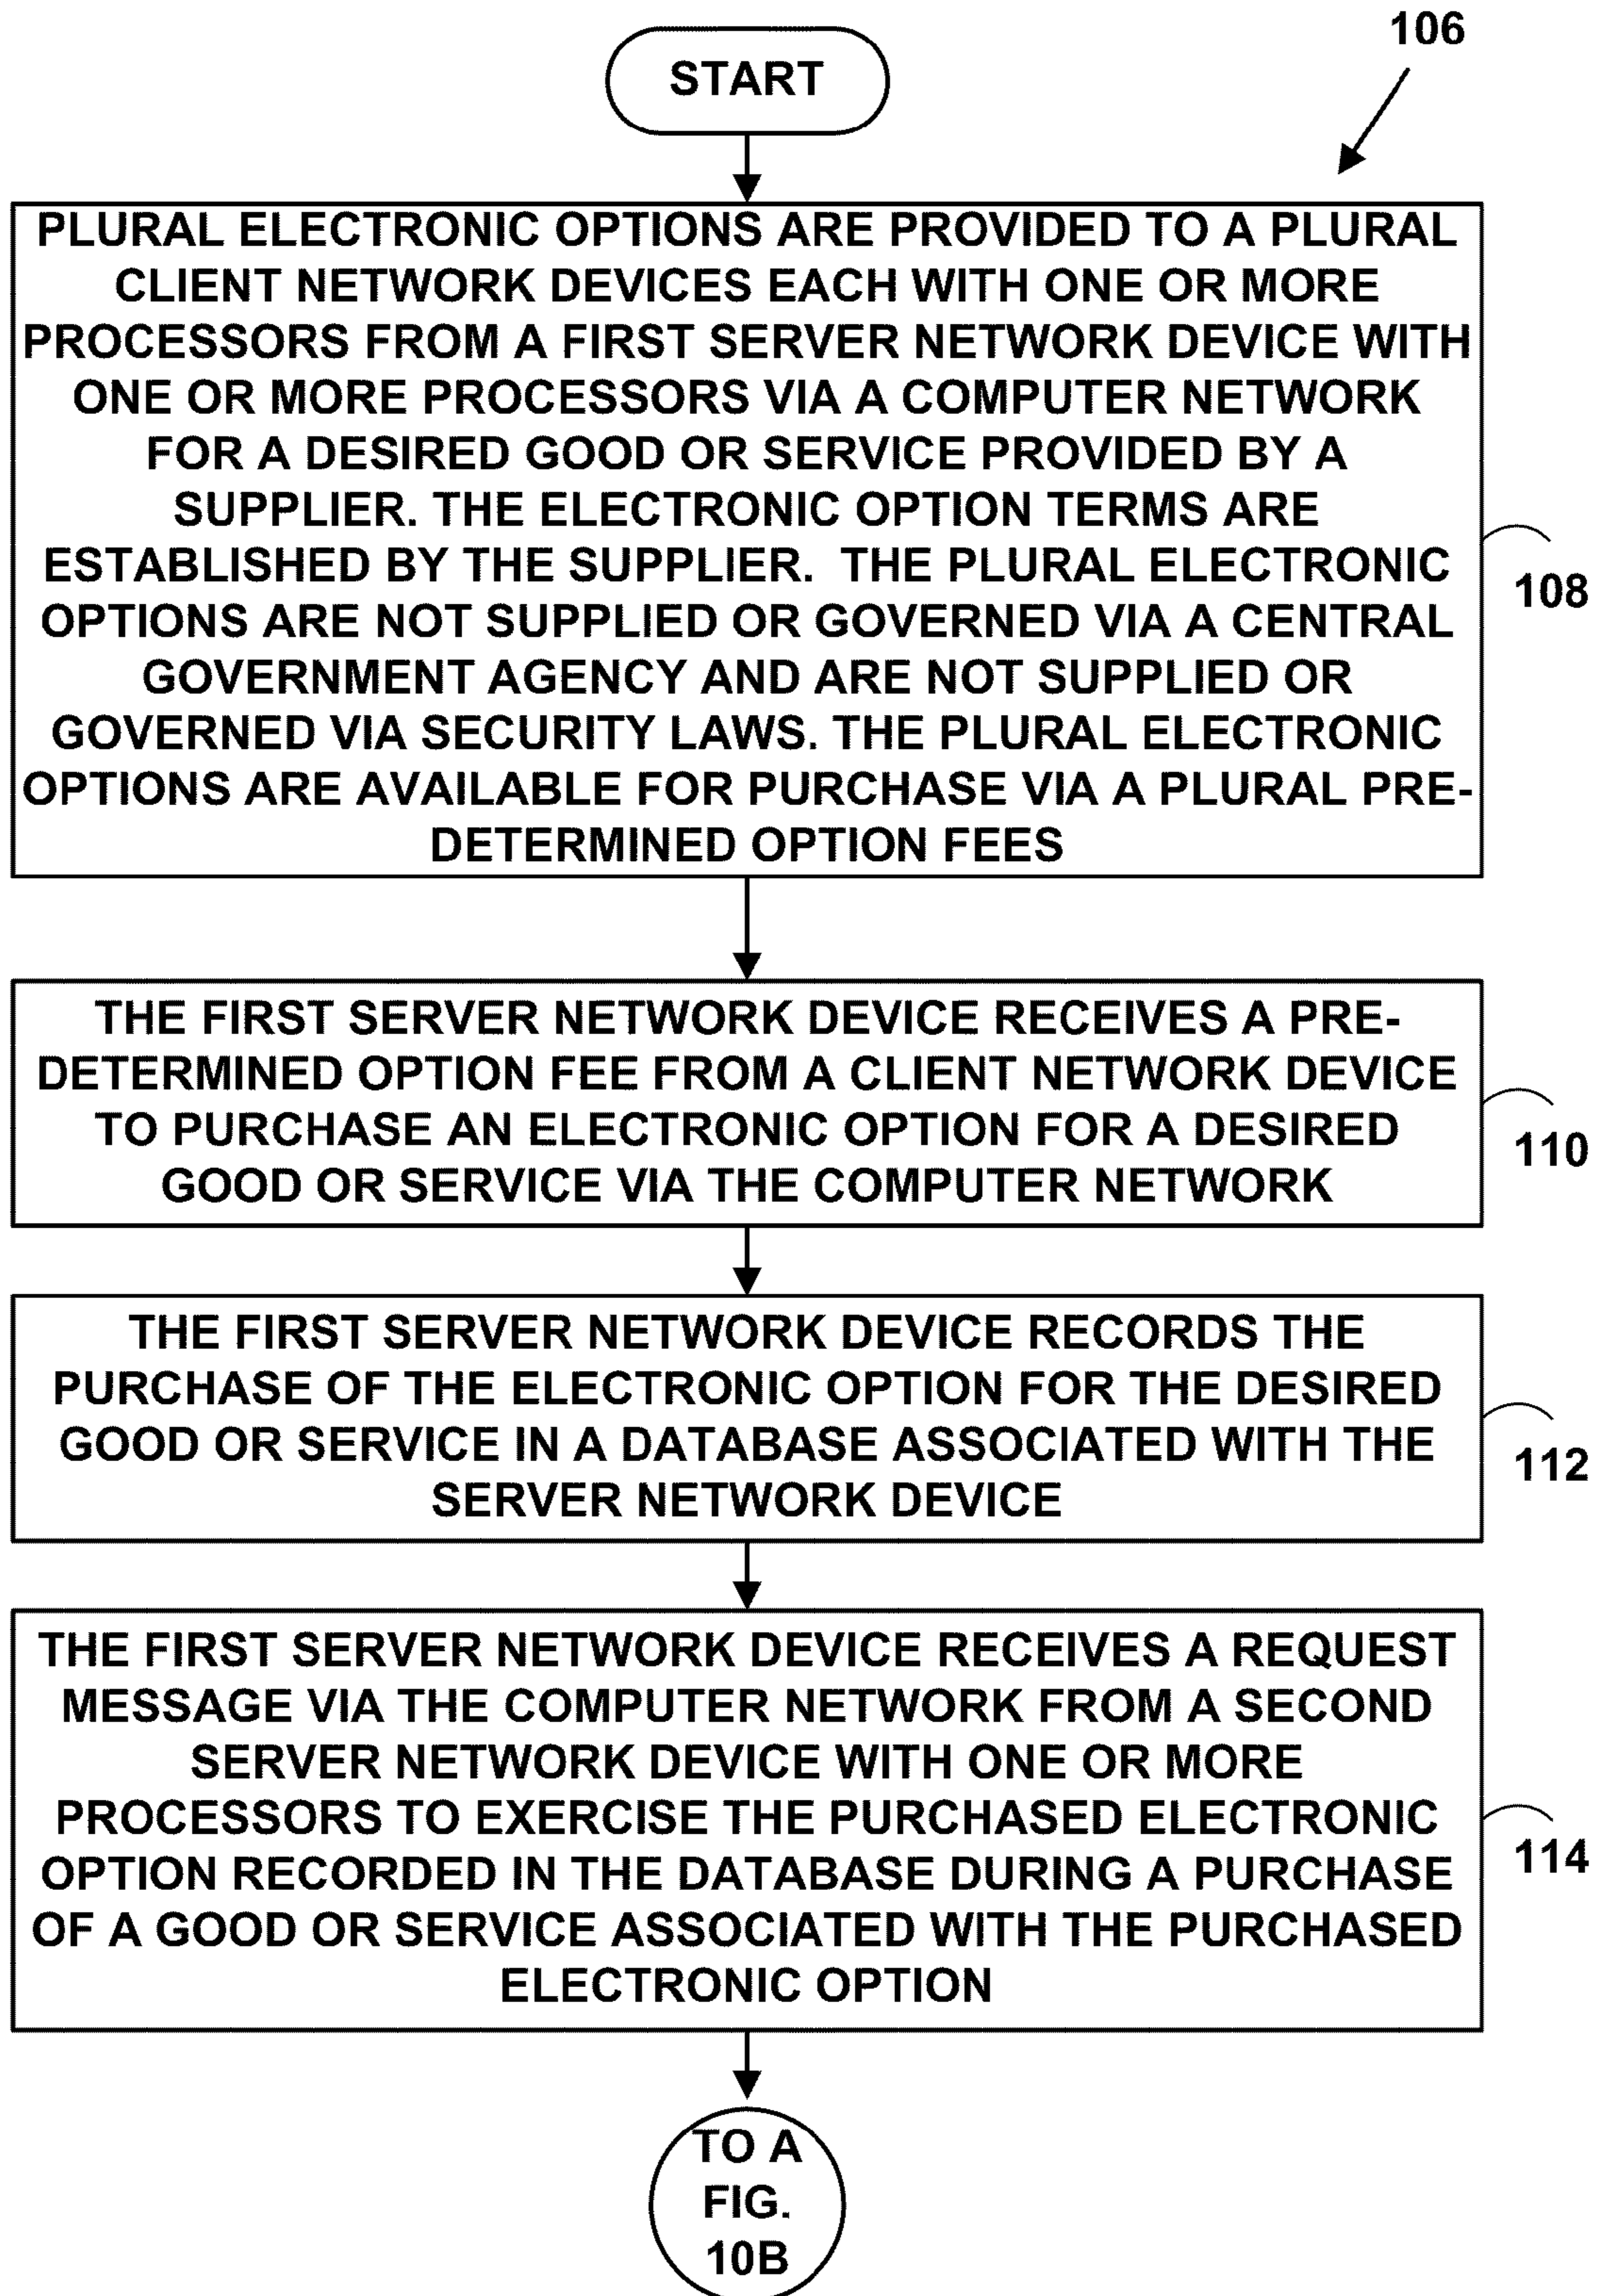 106
START
PLURAL ELECTRONIC OPTIONS ARE PROVIDED TO A PLURAL
CLIENT NETWORK DEVICES EACH WITH ONE OR MORE
PROCESSORS FROM A FIRST SERVER NETWORK DEVICE WITH
ONE OR MORE PROCESSORS VIA A COMPUTER NETWORK
FOR A DESIRED GOOD OR SERVICE PROVIDED BY A
SUPPLIER. THE ELECTRONIC OPTION TERMS ARE
ESTABLISHED BY THE SUPPLIER.  THE PLURAL ELECTRONIC
OPTIONS ARE NOT SUPPLIED OR GOVERNED VIA A CENTRAL
GOVERNMENT AGENCY AND ARE NOT SUPPLIED OR
GOVERNED VIA SECURITY LAWS. THE PLURAL ELECTRONIC
OPTIONS ARE AVAILABLE FOR PURCHASE VIA A PLURAL PRE-
DETERMINED OPTION FEES
108
THE FIRST SERVER NETWORK DEVICE RECEIVES A PRE-
DETERMINED OPTION FEE FROM A CLIENT NETWORK DEVICE
TO PURCHASE AN ELECTRONIC OPTION FOR A DESIRED
GOOD OR SERVICE VIA THE COMPUTER NETWORK
110
THE FIRST SERVER NETWORK DEVICE RECORDS THE
PURCHASE OF THE ELECTRONIC OPTION FOR THE DESIRED
GOOD OR SERVICE IN A DATABASE ASSOCIATED WITH THE
SERVER NETWORK DEVICE
112
THE FIRST SERVER NETWORK DEVICE RECEIVES A REQUEST
MESSAGE VIA THE COMPUTER NETWORK FROM A SECOND
SERVER NETWORK DEVICE WITH ONE OR MORE
PROCESSORS TO EXERCISE THE PURCHASED ELECTRONIC
OPTION RECORDED IN THE DATABASE DURING A PURCHASE
OF A GOOD OR SERVICE ASSOCIATED WITH THE PURCHASED
ELECTRONIC OPTION
114
TO A
FIG.
10B